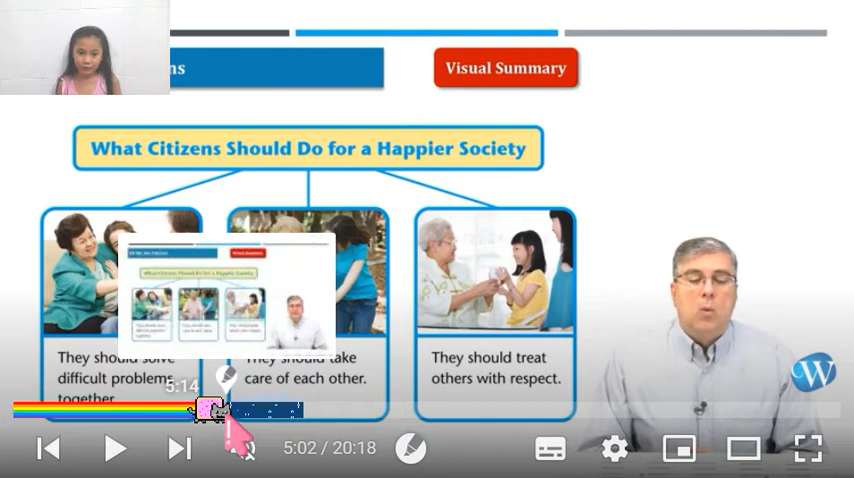 ns
Visual Summary
What Citizens Should Do for a Happier Society
They should solve
difficult problems
together.
They should take
care of each other.
They should treat
others with respect.
5:14
5:02 / 20:18
W